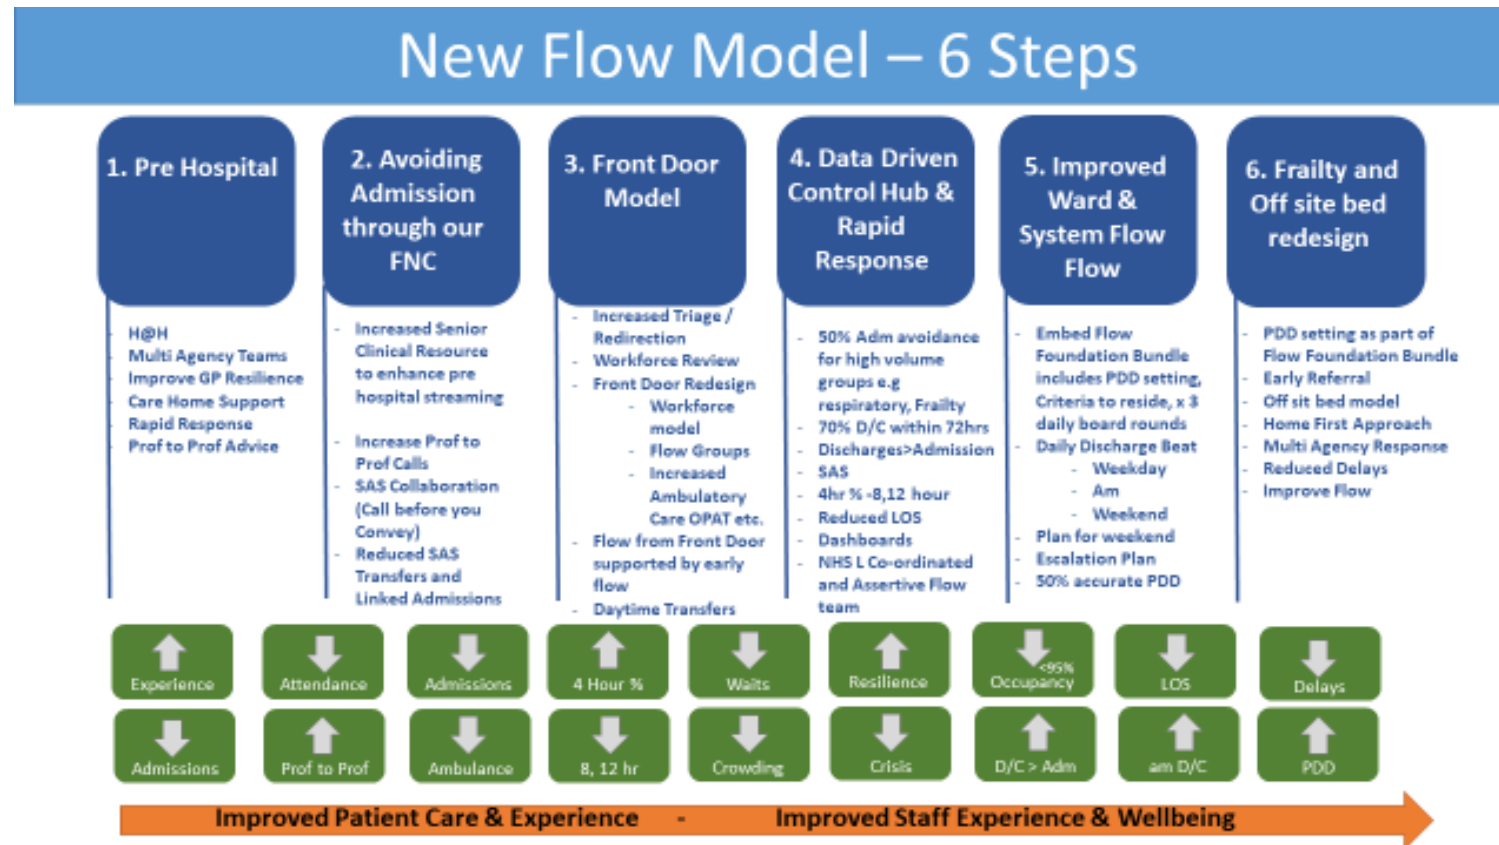 New Flow Model – 6 Steps
1. Pre Hospital
- H@H
- Multi Agency Teams
- Improve GP Resilience
- Care Home Support
- Rapid Response
- Prof to Prof Advice
2. Avoiding
Admission
through our
FNC
- Increased Senior
Clinical Resource
to enhance pre
hospital streaming
- Increase Prof to
Prof Calls
- SAS Collaboration
(Call before you
Convey)
- Reduced SAS
Transfers and
Linked Admissions
3. Front Door
Model
- Increased Triage /
Redirection
- Workforce Review
- Front Door Redesign
- Workforce
model
- Flow Groups
- Increased
Ambulatory
Care OPAT etc.
- Flow from Front Door
supported by early
flow
- Daytime Transfers
4. Data Driven
Control Hub &
Rapid
Response
- 50% Adm avoidance
for high volume
groups e.g
respiratory, Frailty
- 70% D/C within 72hrs
- Discharges>Admission
- SAS
- 4hr % -8,12 hour
- Reduced LOS
- Dashboards
- NHS L Co-ordinated
and Assertive Flow
team
5. Improved
Ward &
System Flow
Flow
- Embed Flow
Foundation Bundle
includes PDD setting,
Criteria to reside, x 3
daily board rounds
- Daily Discharge Beat
- Weekday
- Am
- Weekend
- Plan for weekend
- Escalation Plan
- 50% accurate PDD
6. Frailty and
Off site bed
redesign
- PDD setting as part of
Flow Foundation Bundle
- Early Referral
- Off sit bed model
- Home First Approach
- Multi Agency Response
- Reduced Delays
- Improve Flow
Experience
Attendance
Admissions
4 Hour %
Waits
Resilience
<95%
Occupancy
LOS
Delays
Admissions
Prof to Prof
Ambulance
8, 12 hr
Crowding
Crisis
D/C > Adm
am D/C
PDD
Improved Patient Care & Experience - Improved Staff Experience & Wellbeing